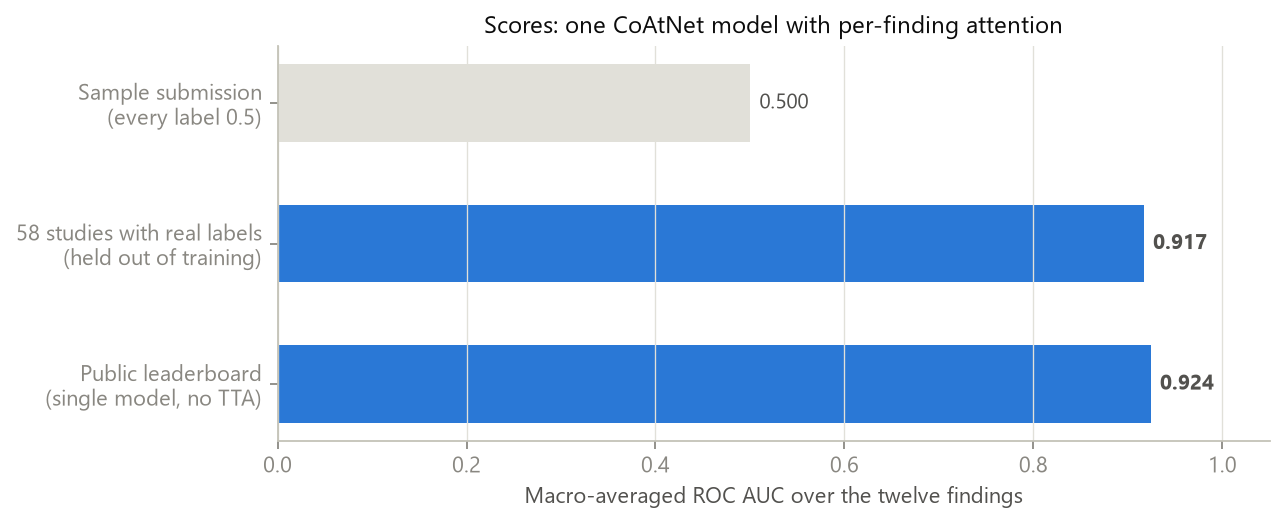 Scores: one CoAtNet model with per-finding attention
Sample submission
(every label 0.5)
0.500
58 studies with real labels
(held out of training)
0.917
Public leaderboard
(single model, no TTA)
0.924
0.0 0.2 0.4 0.6 0.8 1.0
Macro-averaged ROC AUC over the twelve findings